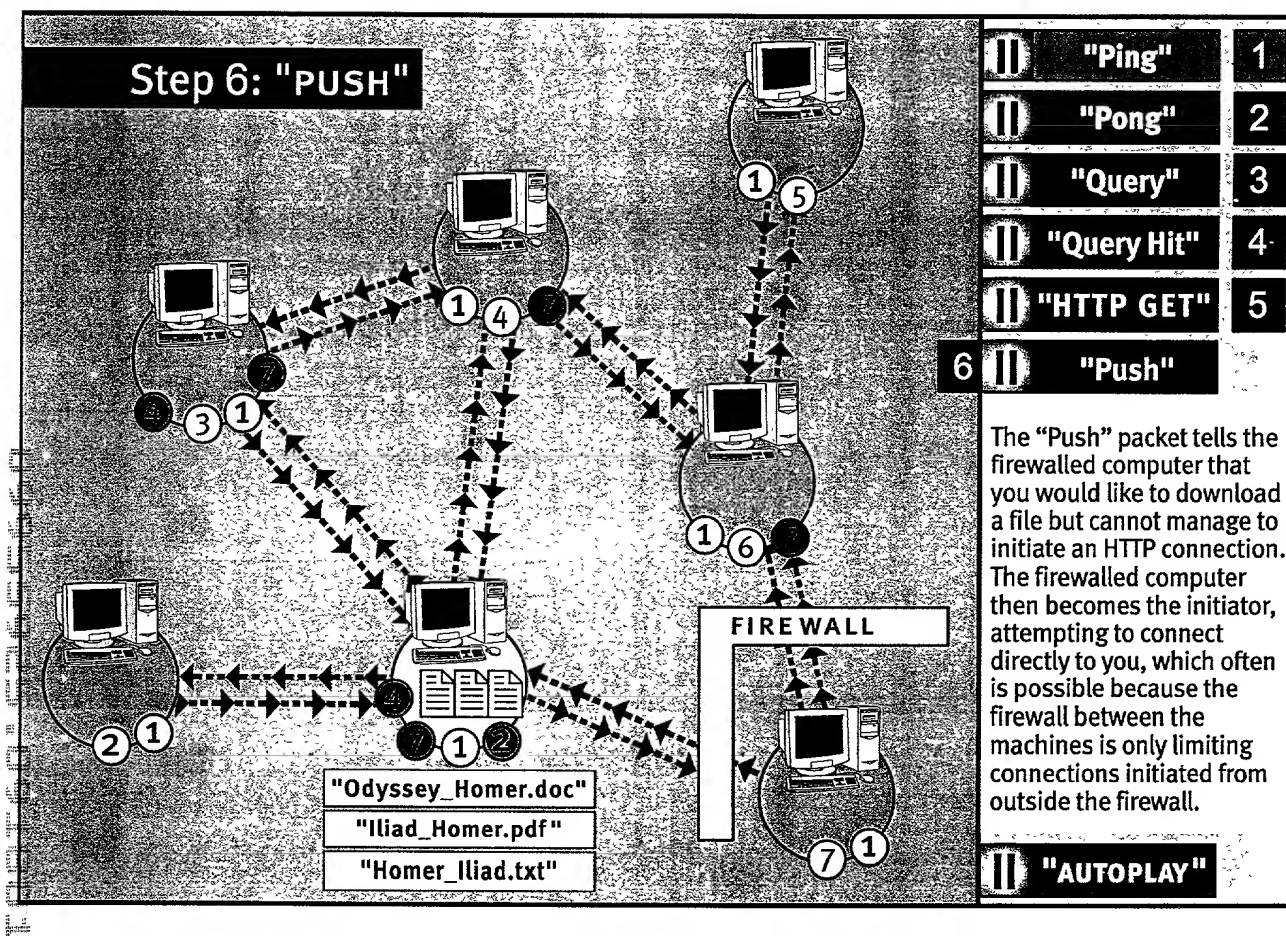 Step 6: "PUSH"
"Ping" 1
"Pong" 2
"Query" 3
"Query Hit" 4
"HTTP GET" 5
6 "Push"
The “Push” packet tells the
firewalled computer that
you would like to download
a file but cannot manage to
initiate an HTTP connection.
The firewalled computer
then becomes the initiator,
attempting to connect
directly to you, which often
is possible because the
firewall between the
machines is only limiting
connections initiated from
outside the firewall.
"AUTOPLAY"
1 5
1 4
3 1
1 6
FIREWALL
2 1
1 2
7 1
"Odyssey_Homer.doc"
"Iliad_Homer.pdf"
"Homer_Iliad.txt"